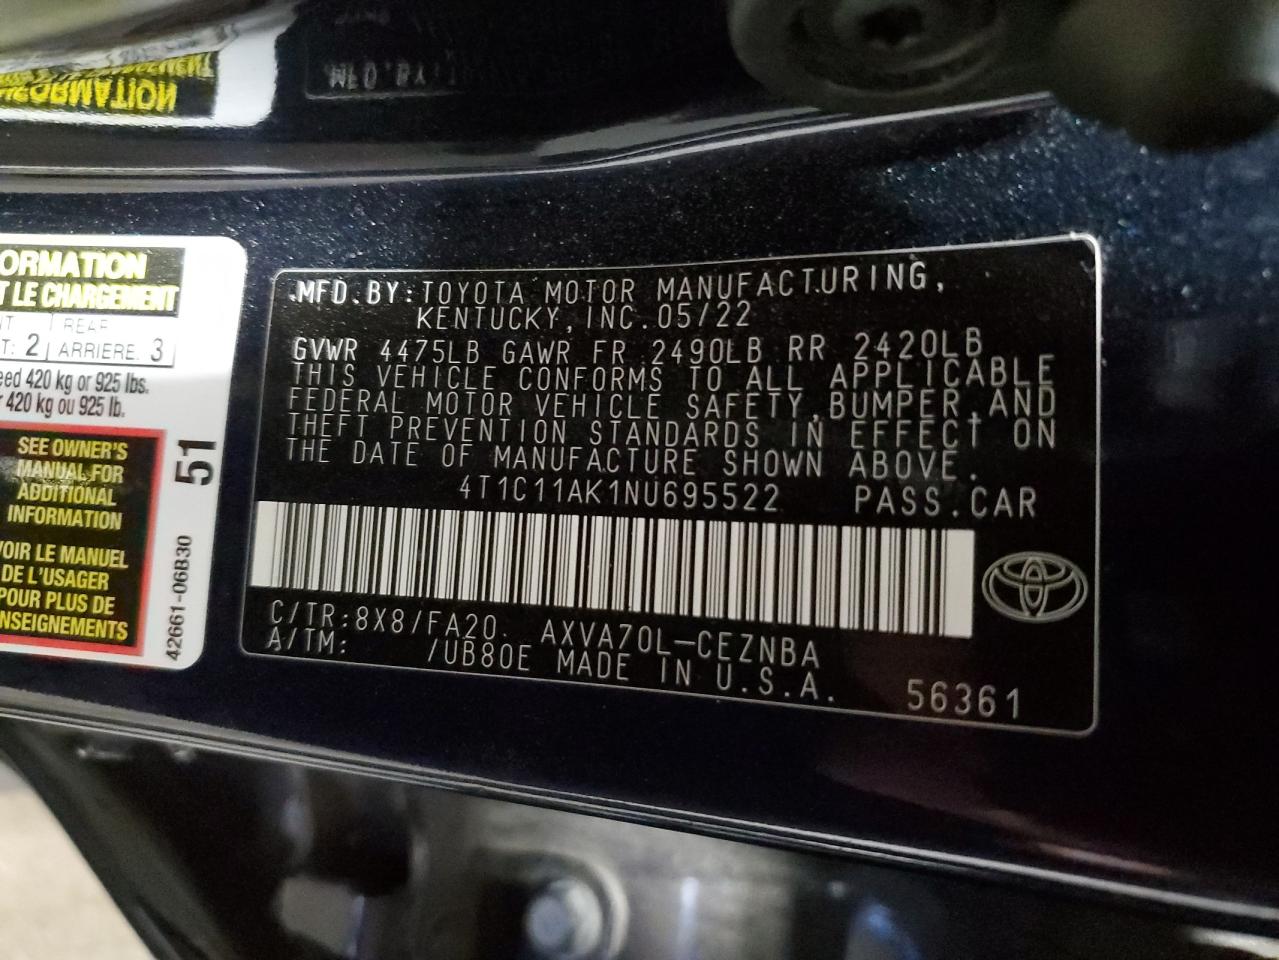 INFORMATION
MFD.BY:
ORMATION
T LE CHARGEMENT
REAR
2
ARRIERE 3
eed 420 kg or 925 lbs.
420 kg ou 925 lb.
SEE OWNER'S
MANUAL FOR
ADDITIONAL
INFORMATION
VOIR LE MANUEL
DE L'USAGER
POUR PLUS DE
NSEIGNEMENTS
51
42661-06B30
MFD.BY:TOYOTA MOTOR MANUFACTURING,
KENTUCKY,INC.05/22
GVWR 4475LB GAWR FR 2490LB RR 2420LB
THIS VEHICLE CONFORMS TO ALL APPLICABLE
FEDERAL MOTOR VEHICLE SAFETY,BUMPER,AND
THEFT PREVENTION STANDARDS IN EFFECT ON
THE DATE OF MANUFACTURE SHOWN ABOVE.
4T1C11AK1NU695522 PASS.CAR
C/TR:8X8/FA20. AXVA70L-CEZNBA
A/TM: /UB80E MADE IN U.S.A.
56361